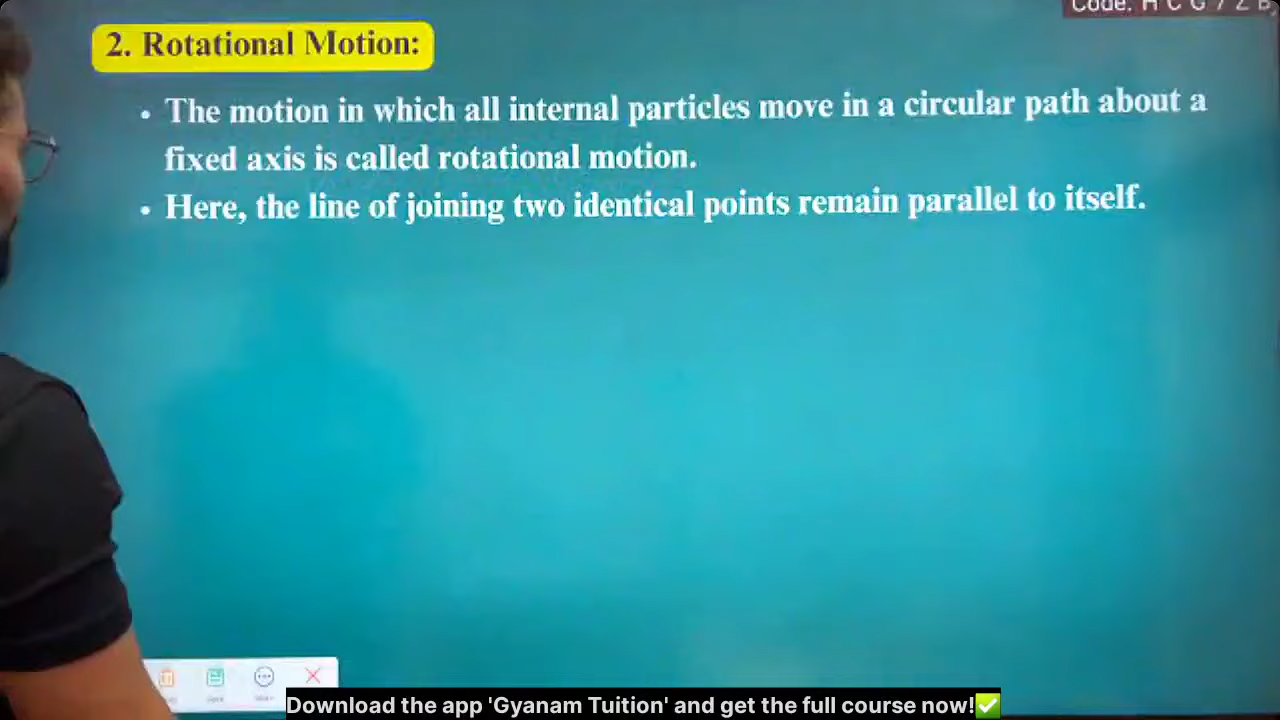 2. Rotational Motion:
• The motion in which all internal particles move in a circular path about a
fixed axis is called rotational motion.
• Here, the line of joining two identical points remain parallel to itself.
Download the app 'Gyanam Tuition' and get the full course now!✅